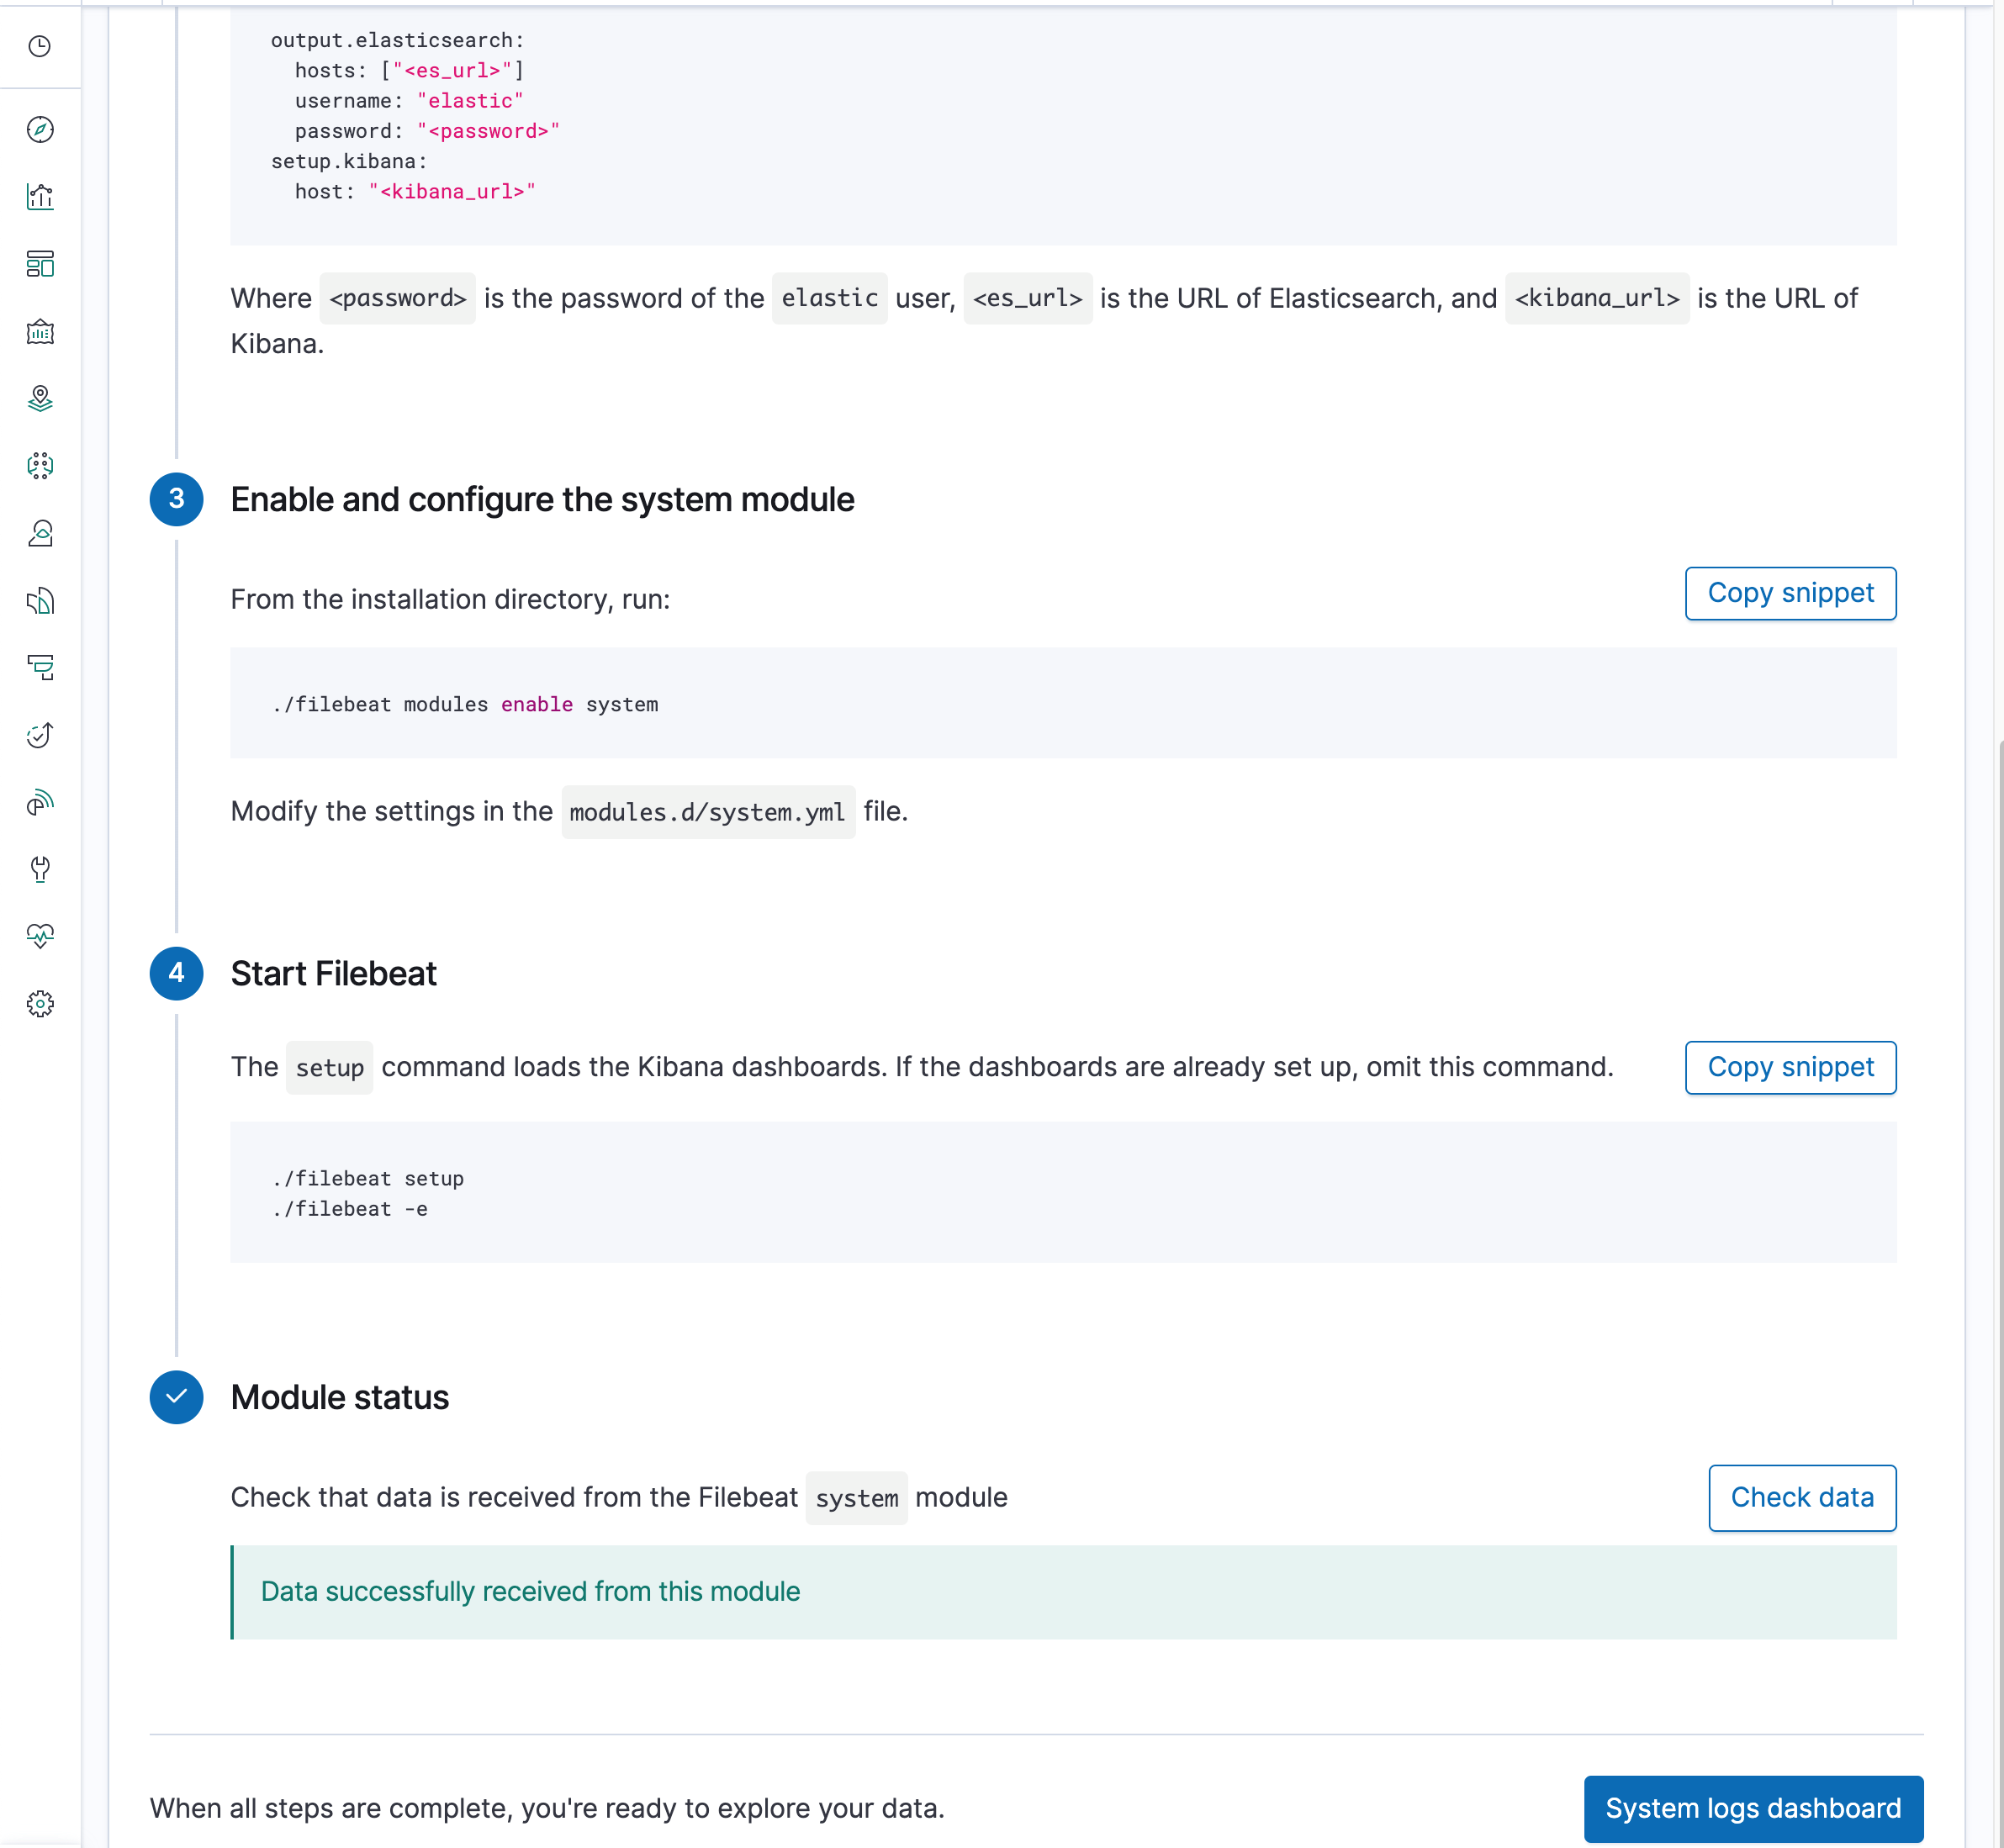 output.elasticsearch:
  hosts: ["<es_url>"]
  username: "elastic"
  password: "<password>"
setup.kibana:
  host: "<kibana_url>"
Where <password> is the password of the elastic user, <es_url> is the URL of Elasticsearch, and <kibana_url> is the URL of
Kibana.
3 Enable and configure the system module
From the installation directory, run:
Copy snippet
./filebeat modules enable system
Modify the settings in the modules.d/system.yml file.
4 Start Filebeat
The setup command loads the Kibana dashboards. If the dashboards are already set up, omit this command.
Copy snippet
./filebeat setup
./filebeat -e
Module status
Check that data is received from the Filebeat system module
Check data
Data successfully received from this module
When all steps are complete, you're ready to explore your data.
System logs dashboard